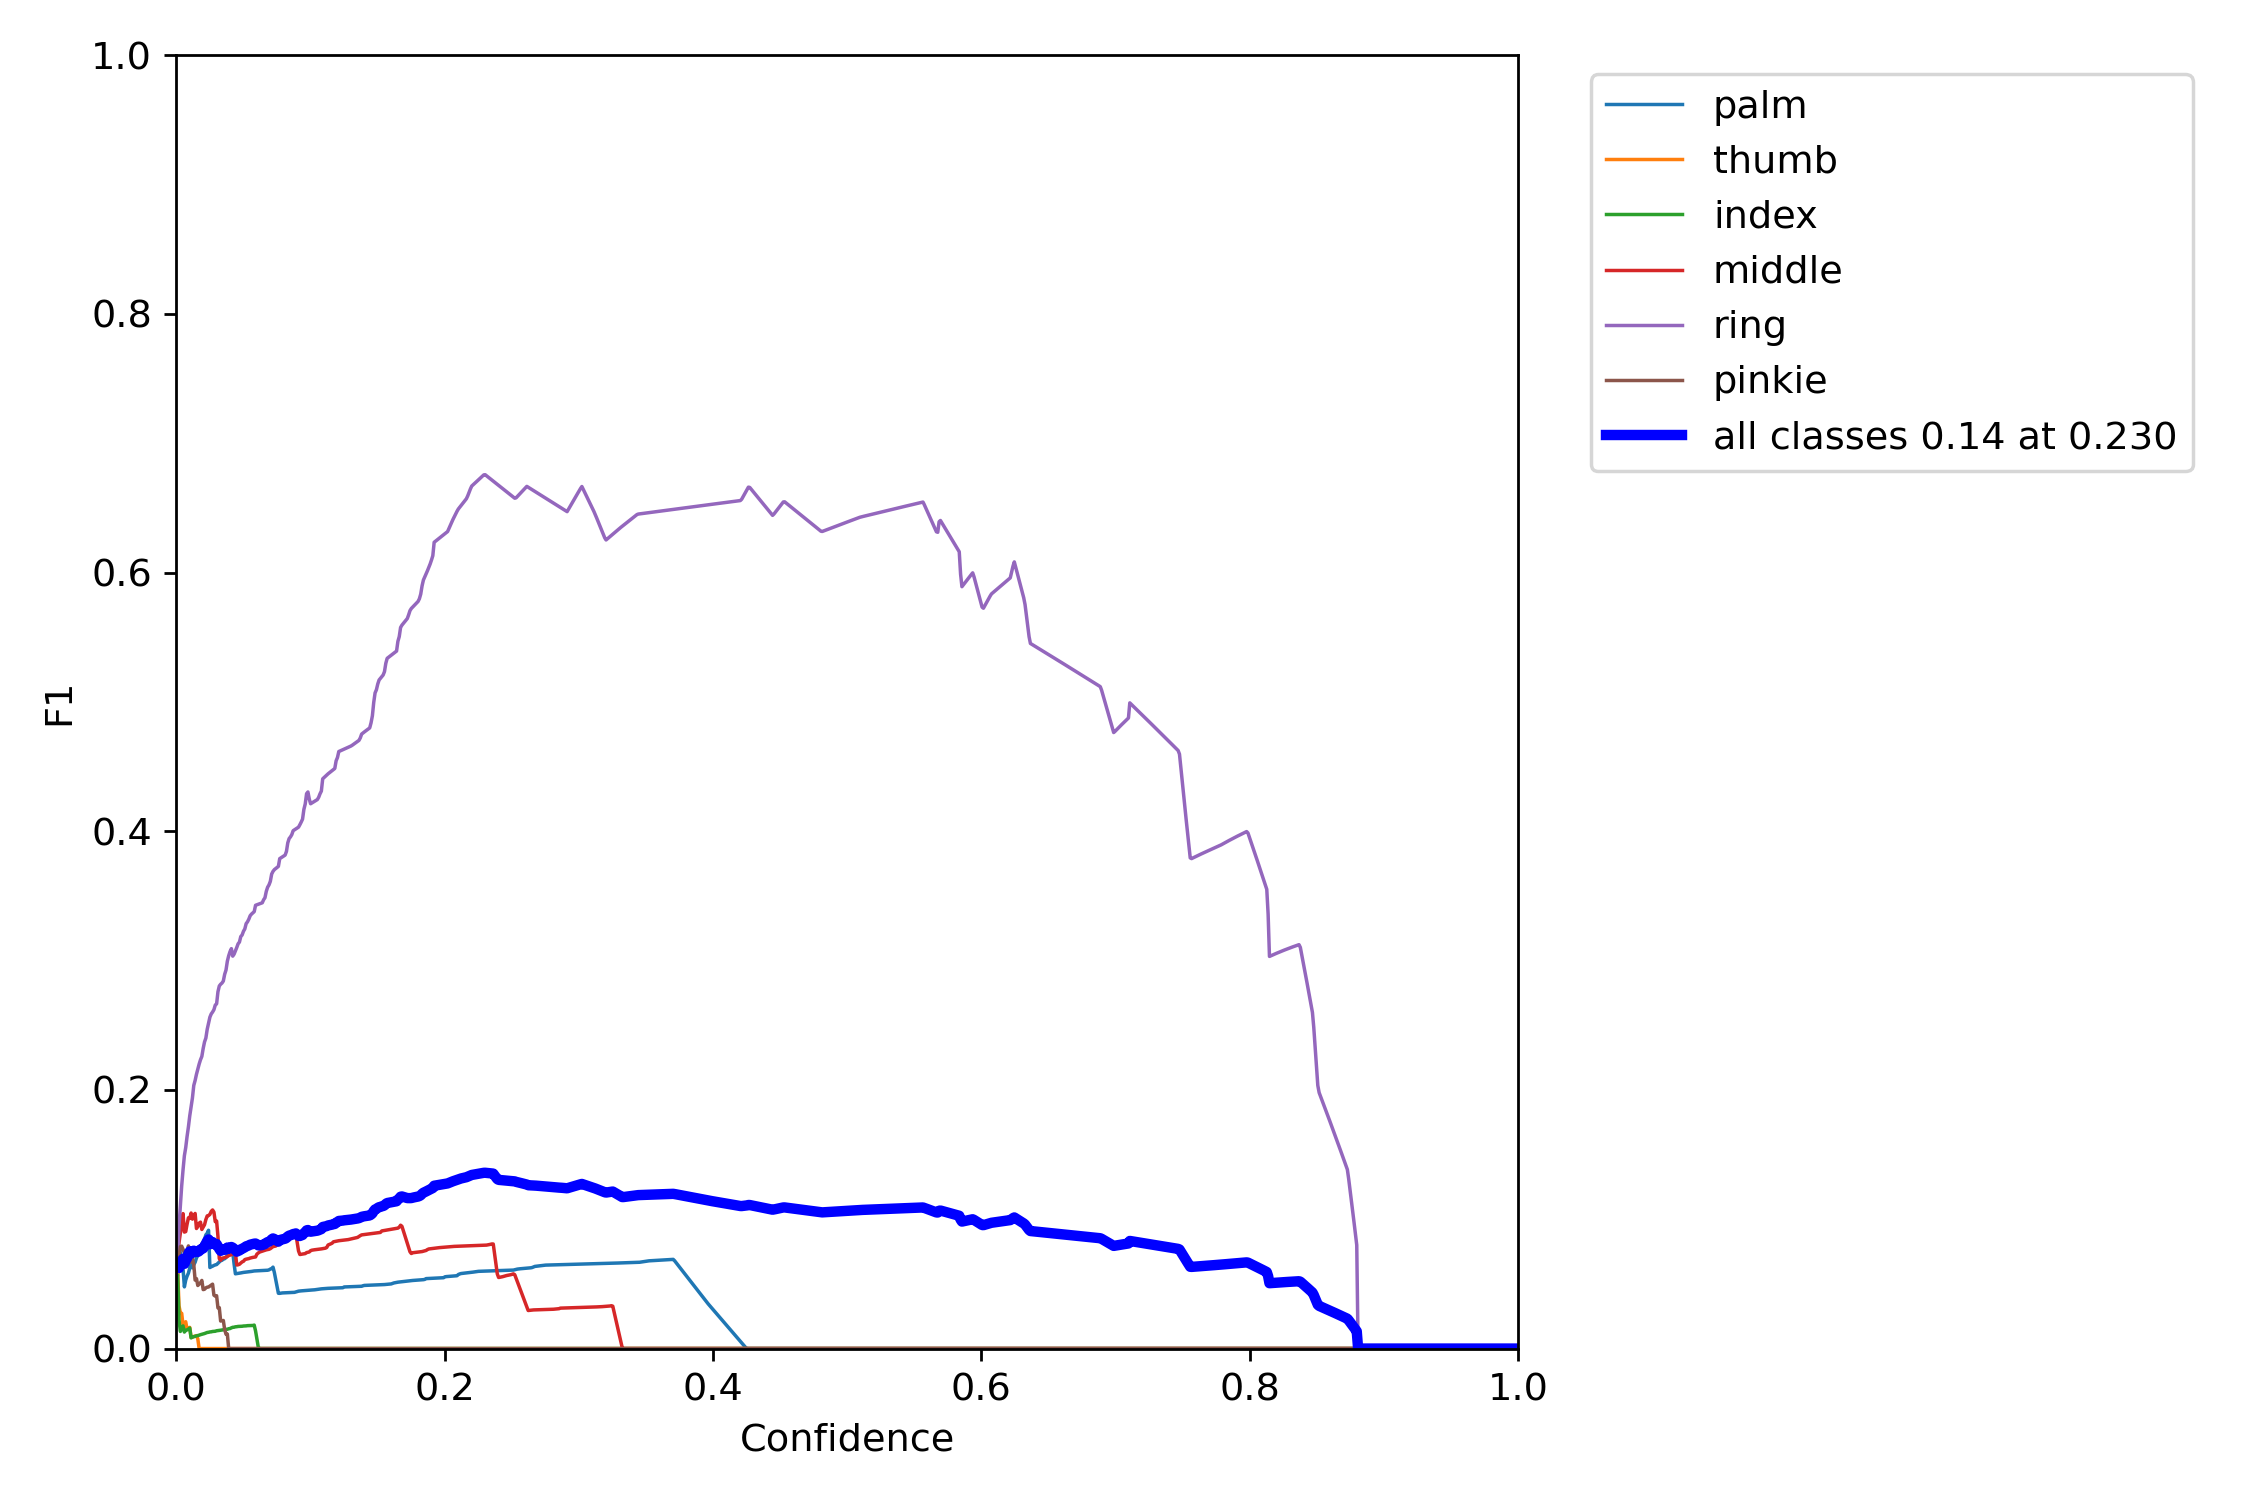 1.0
0.8
0.6
0.4
0.2
0.0
F1
0.0 0.2 0.4 0.6 0.8 1.0
Confidence
palm
thumb
index
middle
ring
pinkie
all classes 0.14 at 0.230